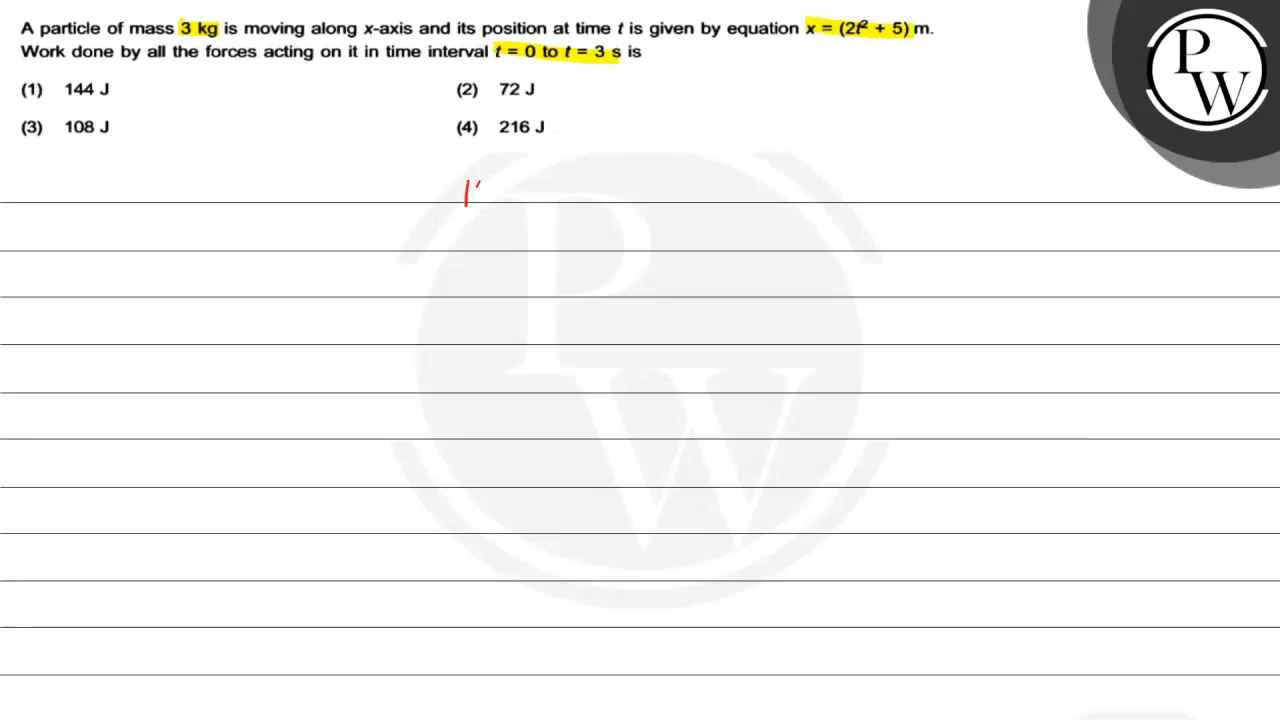 A particle of mass 3 kg is moving along x-axis and its position at time t is given by equation x = (2t² + 5) m.
Work done by all the forces acting on it in time interval t = 0 to t = 3 s is
(1) 144 J
(2) 72 J
(3) 108 J
(4) 216 J
P
W
P
W